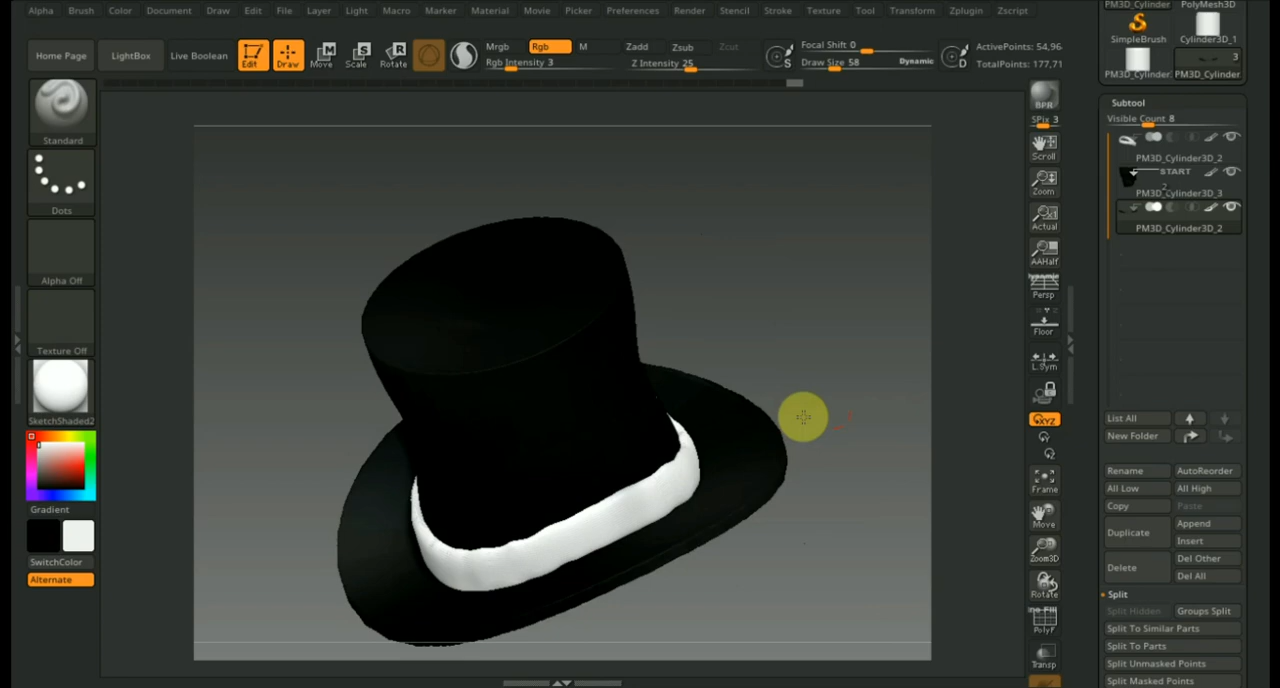 Alpha Brush Color Document Draw Edit File Layer Light Macro Marker Material Movie Picker Preferences Render Stencil Stroke Texture Tool Transform Zplugin Zscript
PM3D_Cylinder PolyMesh3D
SimpleBrush Cylinder3D_1
3
PM3D_Cylinder. PM3D_Cylinder
Home Page LightBox Live Boolean Edit Draw Move Scale Rotate
Mrgb Rgb M Zadd Zsub Zcut
Rgb Intensity 3 Z Intensity 25
Focal Shift 0
Draw Size 58 Dynamic
ActivePoints: 54,96
TotalPoints: 177,71
Standard
Dots
Alpha Off
Texture Off
SketchShaded2
Gradient
SwitchColor
Alternate
BPR
SPix 3
Scroll
Zoom
Actual
AAHalf
Dynamic
Persp
Floor
L.Sym
XYZ
Frame
Move
Zoom3D
Rotate
PolyF
Transp
Subtool
Visible Count 8
PM3D_Cylinder3D_2
START
2
PM3D_Cylinder3D_3
PM3D_Cylinder3D_2
List All
New Folder
Rename AutoReorder
All Low All High
Copy Paste
Duplicate Append
Insert
Delete Del Other
Del All
Split
Split Hidden Groups Split
Split To Similar Parts
Split To Parts
Split Unmasked Points
Split Masked Points